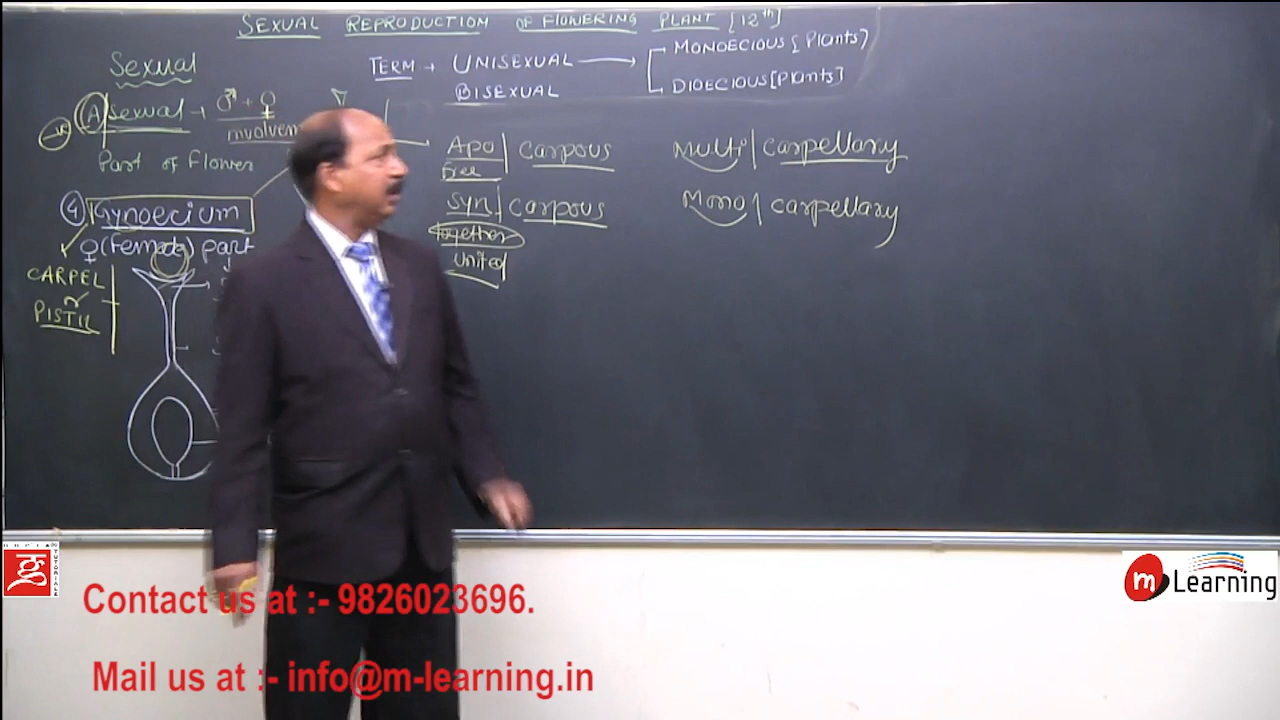 SEXUAL REPRODUCTION OF FLOWERING PLANT [12th]
Sexual
TERM → UNISEXUAL
BISEXUAL
MONOECIOUS [Plants]
DIOECIOUS [Plants]
Asexual → ♂ + ♀
involvem
Part of Flower
④ Gynoecium
♀ (Female) part
CARPEL
PISTIL
Apo | carpous
Free
Syn | carpous
together
united
Multi | carpellary
Mono | carpellary
Contact us at :- 9826023696.
Mail us at :- info@m-learning.in
m Learning